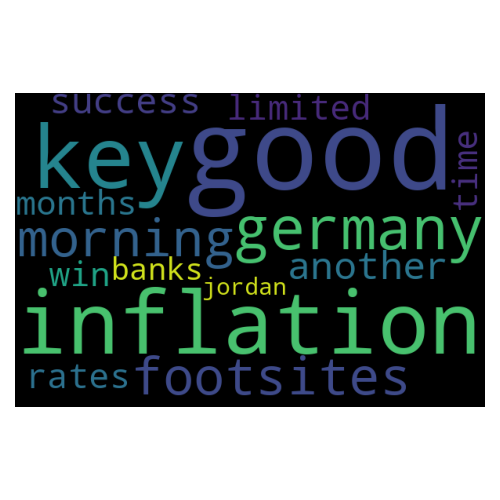 success limited
key good time
months
morning germany
win banks another
jordan
inflation
rates footsites